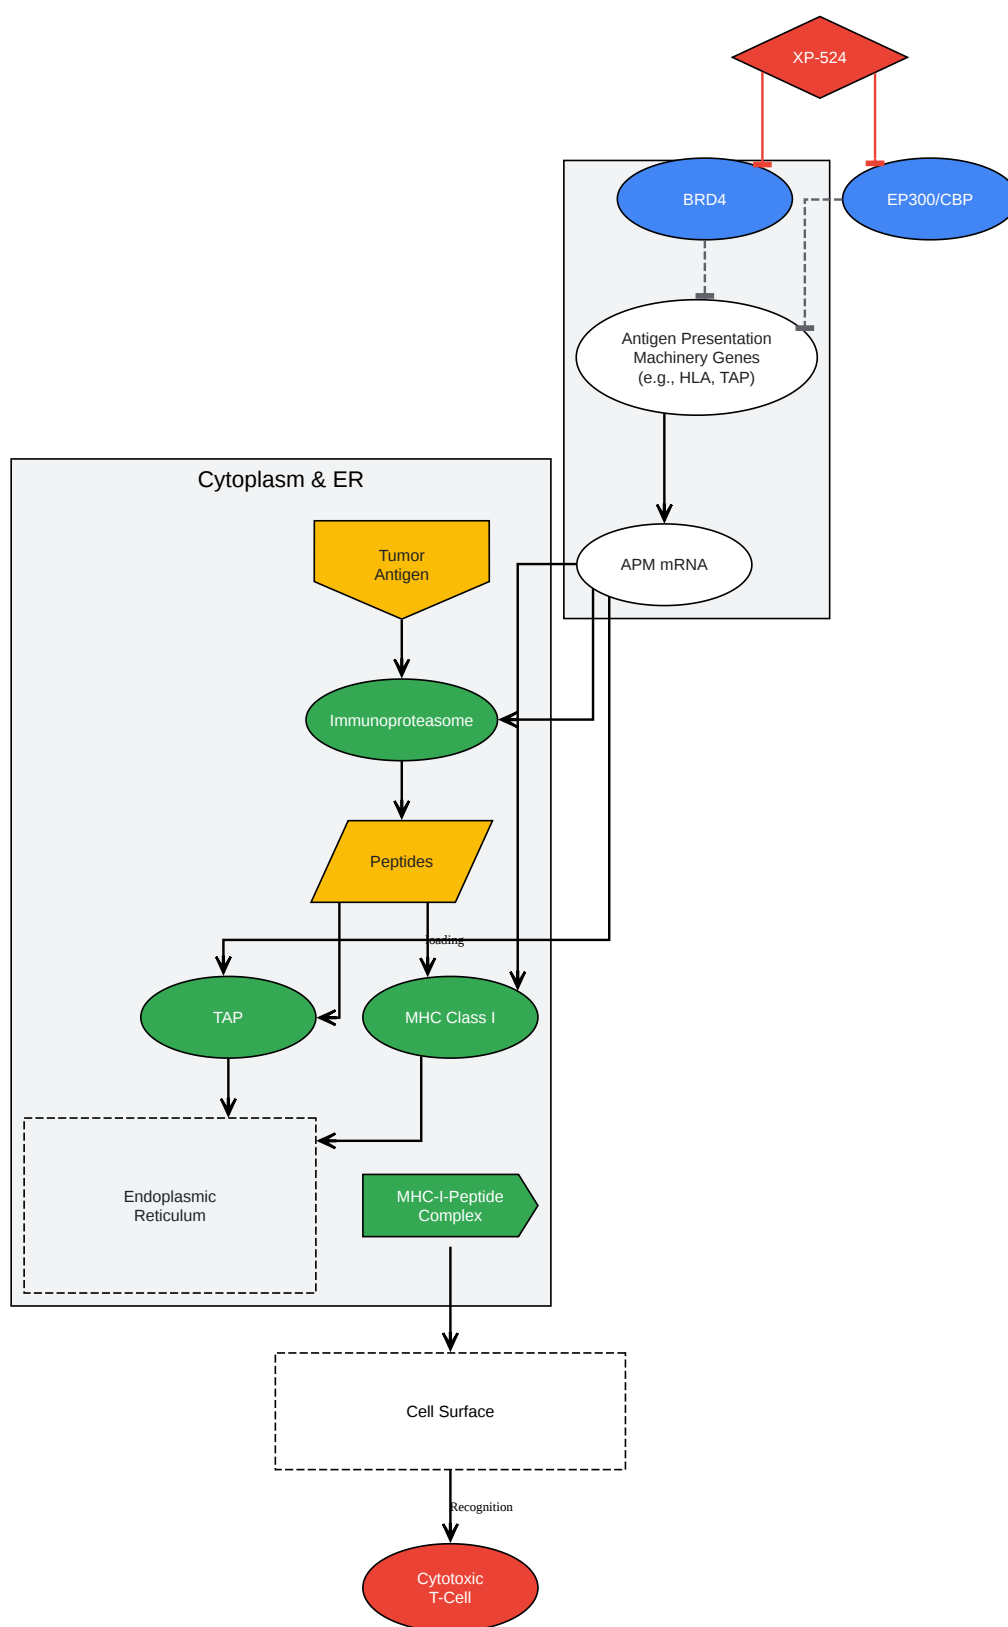 XP-524
BRD4
EP300/CBP
Antigen Presentation
Machinery Genes
(e.g., HLA, TAP)
Cytoplasm & ER
Tumor
Antigen
APM mRNA
Immunoproteasome
Peptides
loading
TAP
MHC Class I
Endoplasmic
Reticulum
MHC-I-Peptide
Complex
Cell Surface
Recognition
Cytotoxic
T-Cell